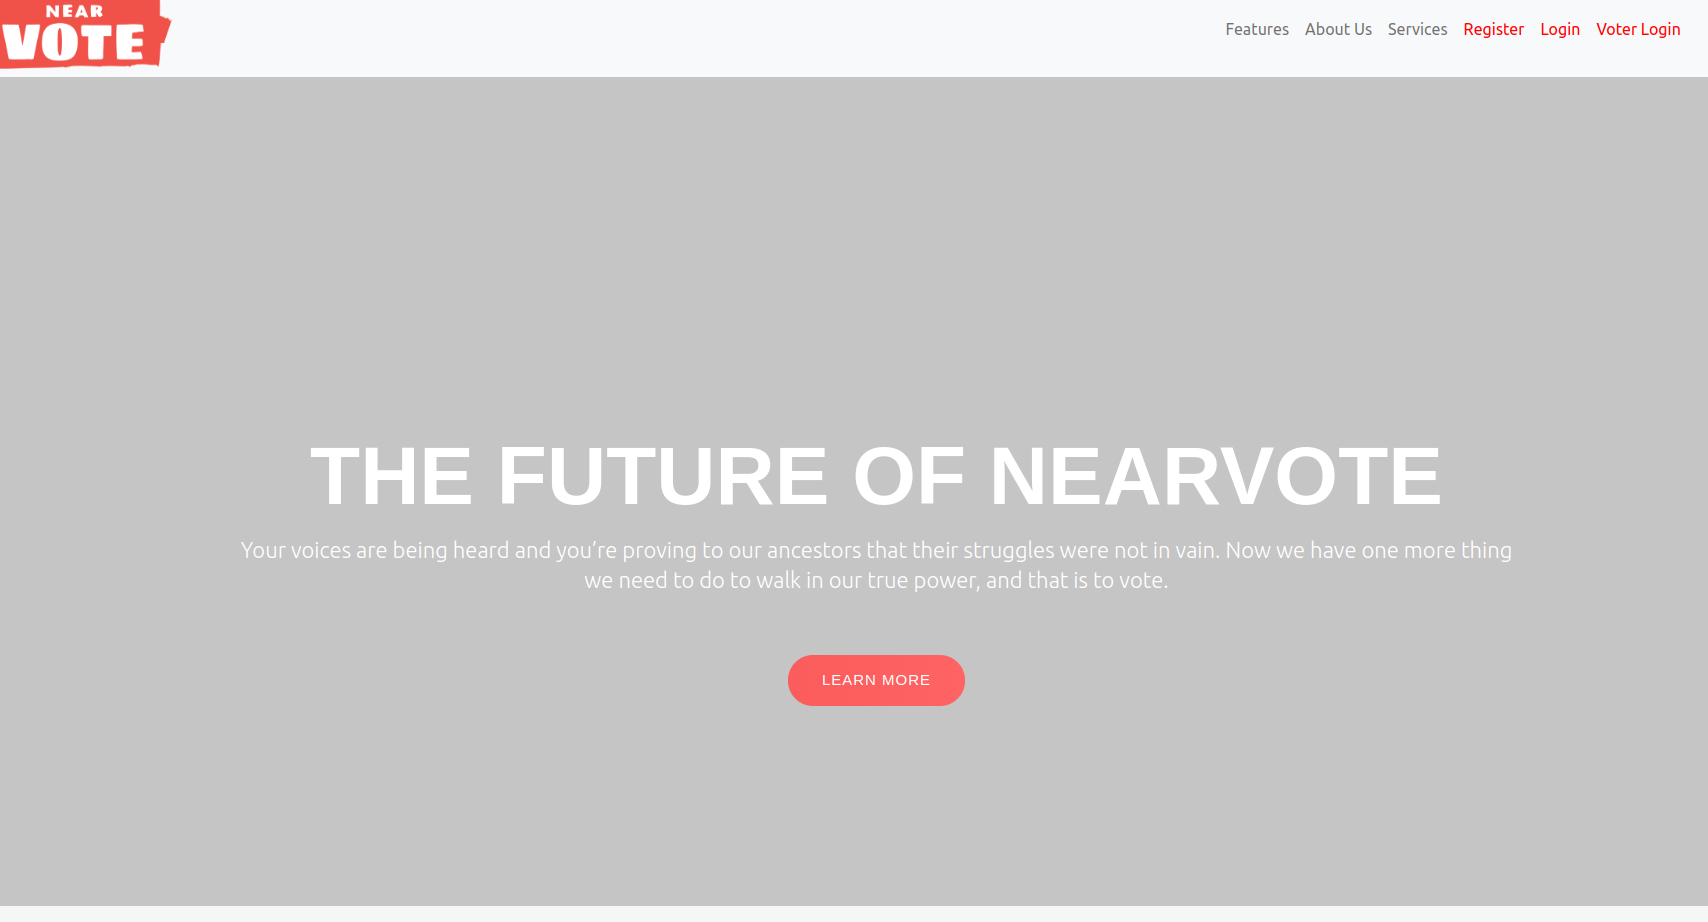 NEAR
VOTE
Features About Us Services Register Login Voter Login
THE FUTURE OF NEARVOTE
Your voices are being heard and you’re proving to our ancestors that their struggles were not in vain. Now we have one more thing
we need to do to walk in our true power, and that is to vote.
LEARN MORE